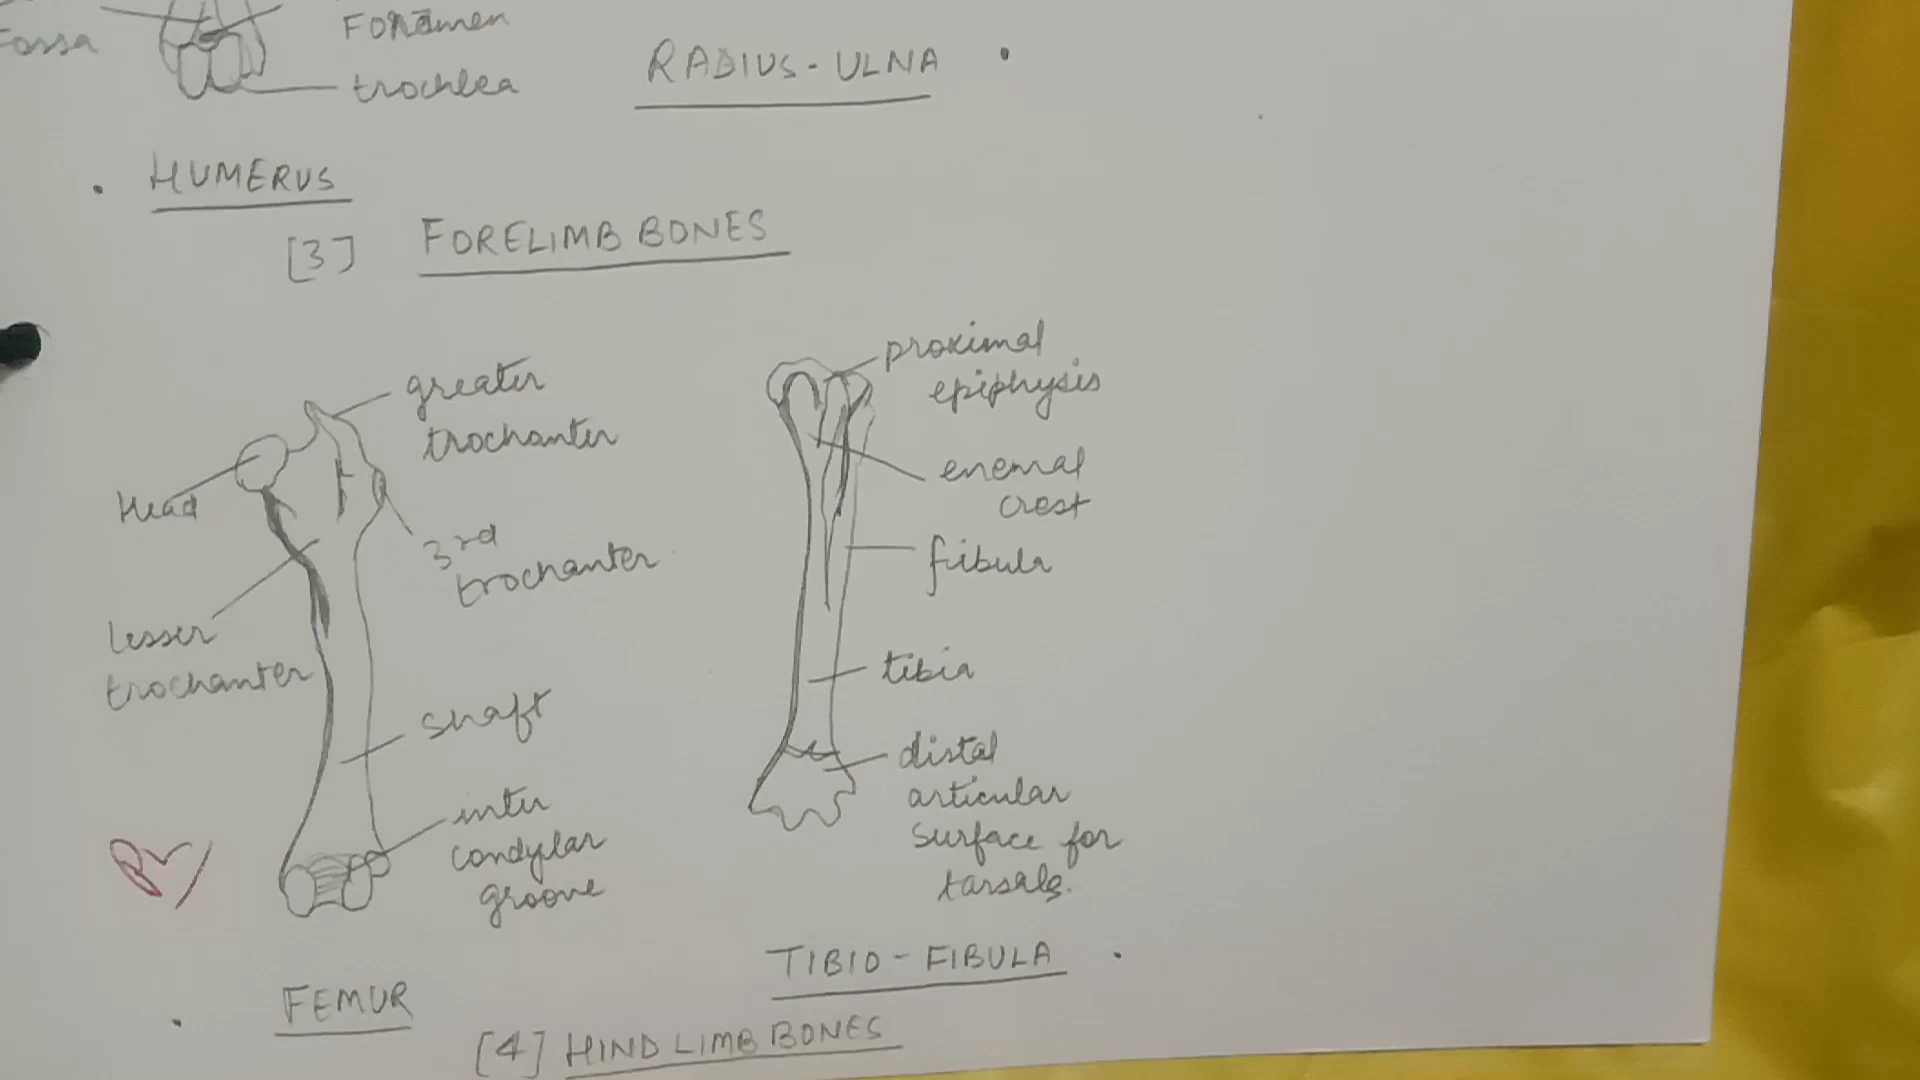 Fossa
Foramen
trochlea
RADIUS - ULNA
HUMERUS
[3] FORELIMB BONES
greater
trochanter
Head
3rd
trochanter
lesser
trochanter
shaft
inter
condylar
groove
FEMUR
proximal
epiphysis
enemal
crest
fibula
tibia
distal
articular
surface for
tarsals.
TIBIO - FIBULA
[4] HIND LIMB BONES